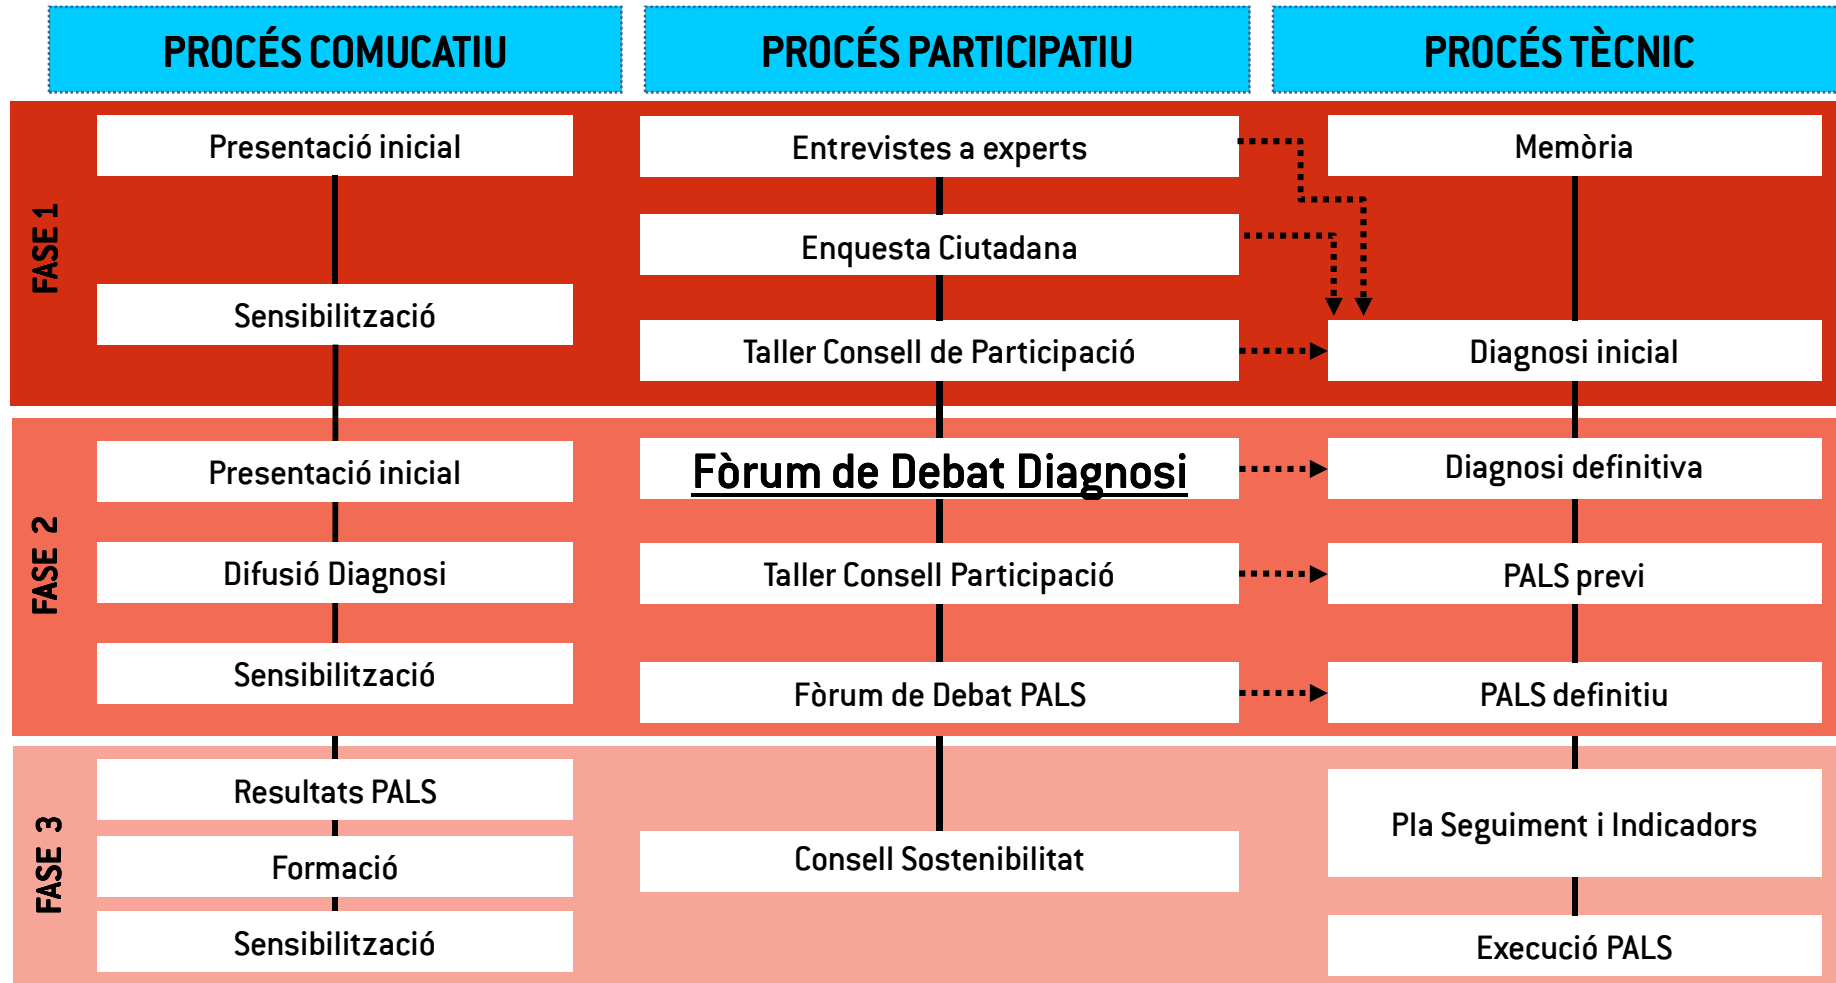 PROCÉS COMUCATIU
PROCÉS PARTICIPATIU
PROCÉS TÈCNIC
FASE 1
Presentació inicial
Sensibilització
Entrevistes a experts
Enquesta Ciutadana
Taller Consell de Participació
Memòria
Diagnosi inicial
FASE 2
Presentació inicial
Difusió Diagnosi
Sensibilització
Fòrum de Debat Diagnosi
Taller Consell Participació
Fòrum de Debat PALS
Diagnosi definitiva
PALS previ
PALS definitiu
FASE 3
Resultats PALS
Formació
Sensibilització
Consell Sostenibilitat
Pla Seguiment i Indicadors
Execució PALS